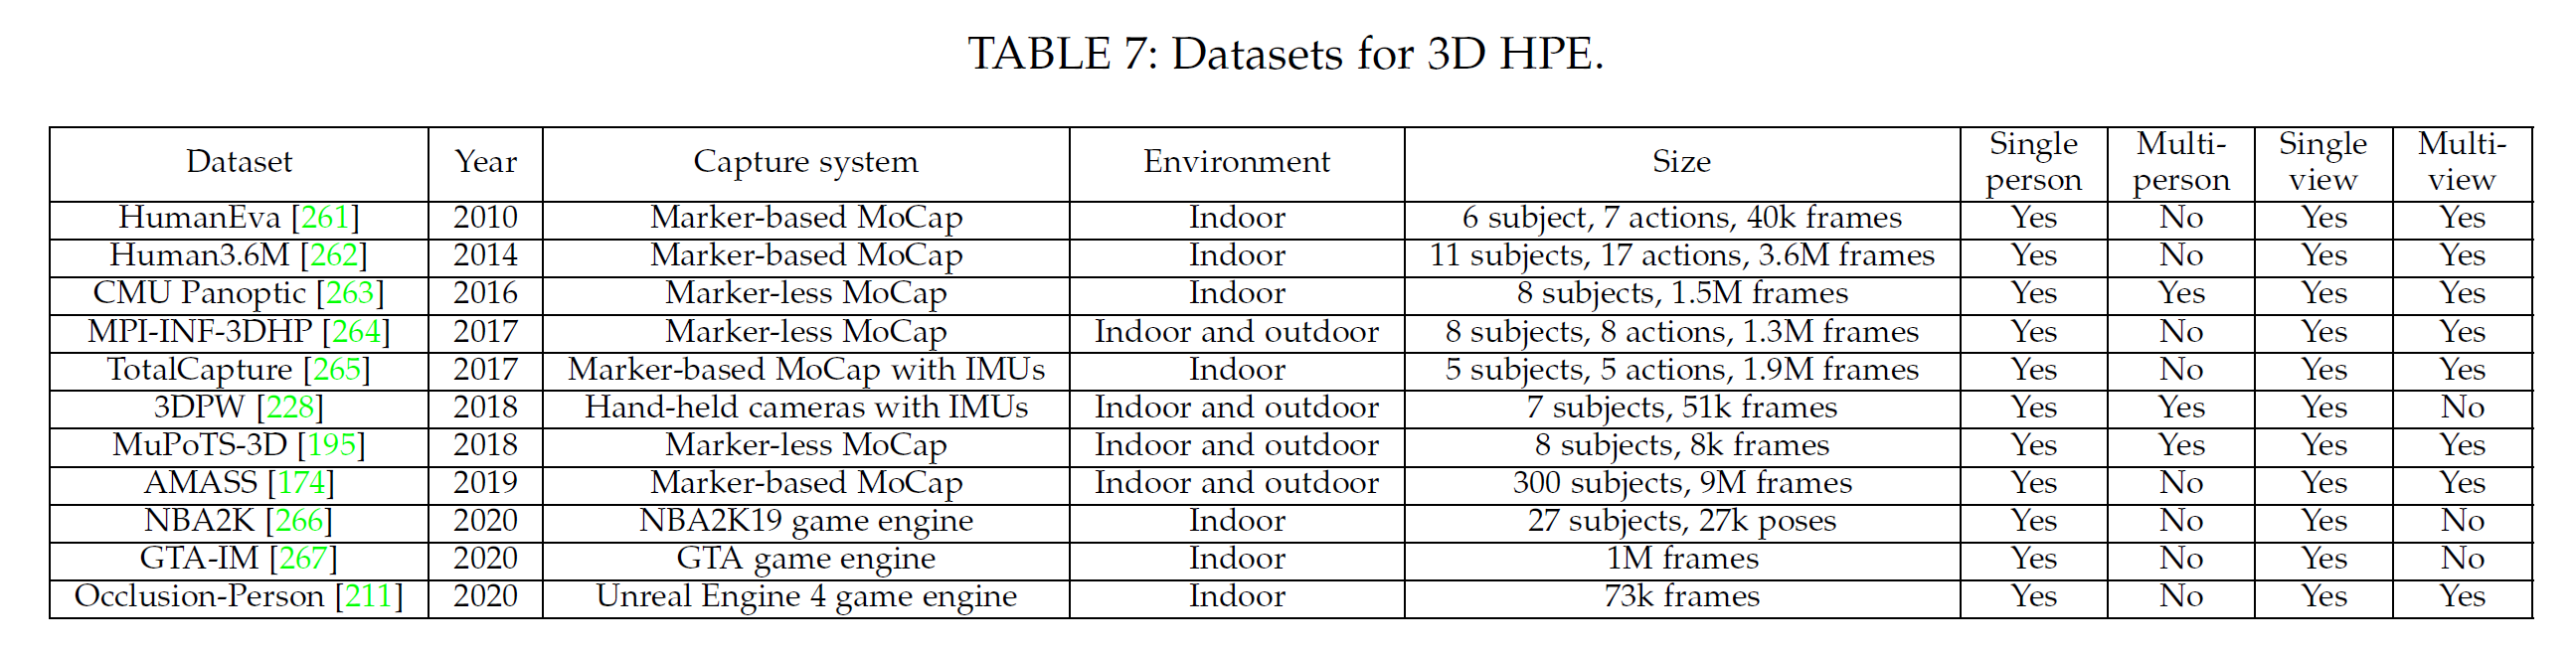 TABLE 7: Datasets for 3D HPE.
Dataset Year Capture system Environment Size Single person Multi-person Single view Multi-view
HumanEva [261] 2010 Marker-based MoCap Indoor 6 subject, 7 actions, 40k frames Yes No Yes Yes
Human3.6M [262] 2014 Marker-based MoCap Indoor 11 subjects, 17 actions, 3.6M frames Yes No Yes Yes
CMU Panoptic [263] 2016 Marker-less MoCap Indoor 8 subjects, 1.5M frames Yes Yes Yes Yes
MPI-INF-3DHP [264] 2017 Marker-less MoCap Indoor and outdoor 8 subjects, 8 actions, 1.3M frames Yes No Yes Yes
TotalCapture [265] 2017 Marker-based MoCap with IMUs Indoor 5 subjects, 5 actions, 1.9M frames Yes No Yes Yes
3DPW [228] 2018 Hand-held cameras with IMUs Indoor and outdoor 7 subjects, 51k frames Yes Yes Yes No
MuPoTS-3D [195] 2018 Marker-less MoCap Indoor and outdoor 8 subjects, 8k frames Yes Yes Yes Yes
AMASS [174] 2019 Marker-based MoCap Indoor and outdoor 300 subjects, 9M frames Yes No Yes Yes
NBA2K [266] 2020 NBA2K19 game engine Indoor 27 subjects, 27k poses Yes No Yes No
GTA-IM [267] 2020 GTA game engine Indoor 1M frames Yes No Yes No
Occlusion-Person [211] 2020 Unreal Engine 4 game engine Indoor 73k frames Yes No Yes Yes